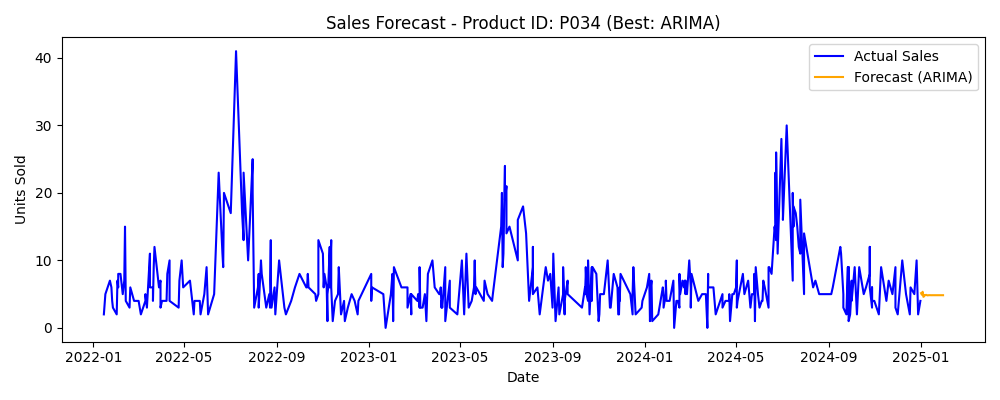 Sales Forecast - Product ID: P034 (Best: ARIMA)
Actual Sales
Forecast (ARIMA)
Units Sold
40
30
20
10
0
2022-01 2022-05 2022-09 2023-01 2023-05 2023-09 2024-01 2024-05 2024-09 2025-01
Date